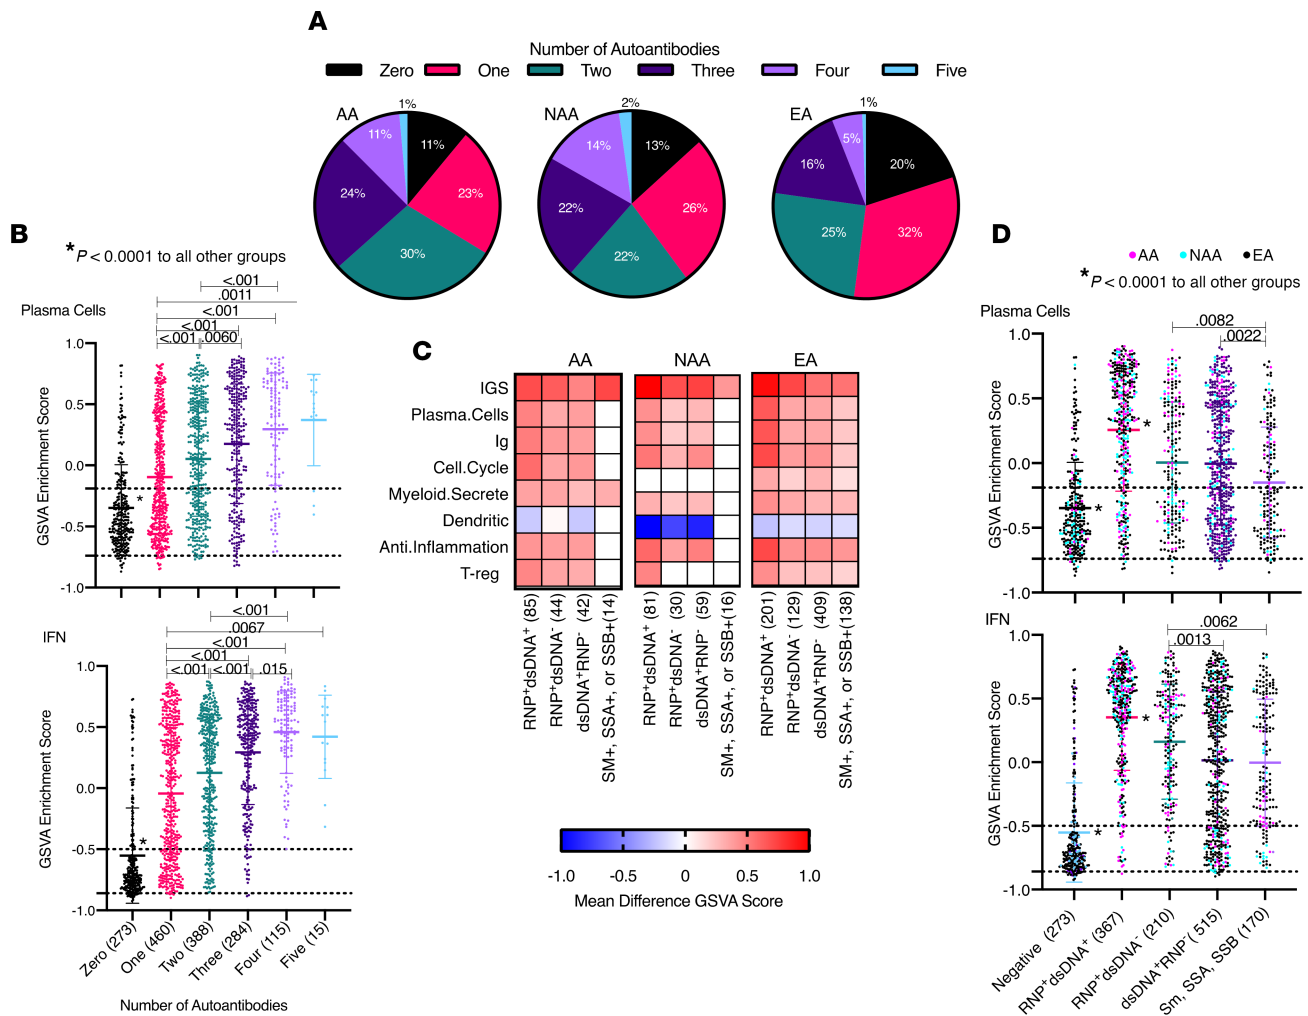 A
Number of Autoantibodies
Zero One Two Three Four Five
AA
1%
11%
11%
24%
23%
30%
NAA
2%
14%
13%
22%
26%
22%
EA
1%
5%
20%
16%
25%
32%
B
*P < 0.0001 to all other groups
Plasma Cells
<.001
.0011
<.001
<.001
<.001 .0060
GSVA Enrichment Score
1.0
0.5
0.0
-0.5
-1.0
*
IFN
<.001
.0067
<.001
<.001
<.001 <.001 .015
GSVA Enrichment Score
1.0
0.5
0.0
-0.5
-1.0
*
Zero (273)
One (460)
Two (388)
Three (284)
Four (115)
Five (15)
Number of Autoantibodies
C
AA NAA EA
IGS
Plasma.Cells
Ig
Cell.Cycle
Myeloid.Secrete
Dendritic
Anti.Inflammation
T-reg
RNP+dsDNA+ (85)
RNP+dsDNA- (44)
dsDNA+RNP- (42)
SM+, SSA+, or SSB+(14)
RNP+dsDNA+ (81)
RNP+dsDNA- (30)
dsDNA+RNP- (59)
SM+, SSA+, or SSB+(16)
RNP+dsDNA+ (201)
RNP+dsDNA- (129)
dsDNA+RNP- (409)
SM+, SSA+, or SSB+(138)
-1.0 -0.5 0 0.5 1.0
Mean Difference GSVA Score
D
AA NAA EA
*P < 0.0001 to all other groups
Plasma Cells
.0082
.0022
GSVA Enrichment Score
1.0
0.5
0.0
-0.5
-1.0
*
*
IFN
.0062
.0013
GSVA Enrichment Score
1.0
0.5
0.0
-0.5
-1.0
*
*
Negative (273)
RNP+dsDNA+ (367)
RNP+dsDNA- (210)
dsDNA+RNP- (515)
Sm, SSA, SSB (170)